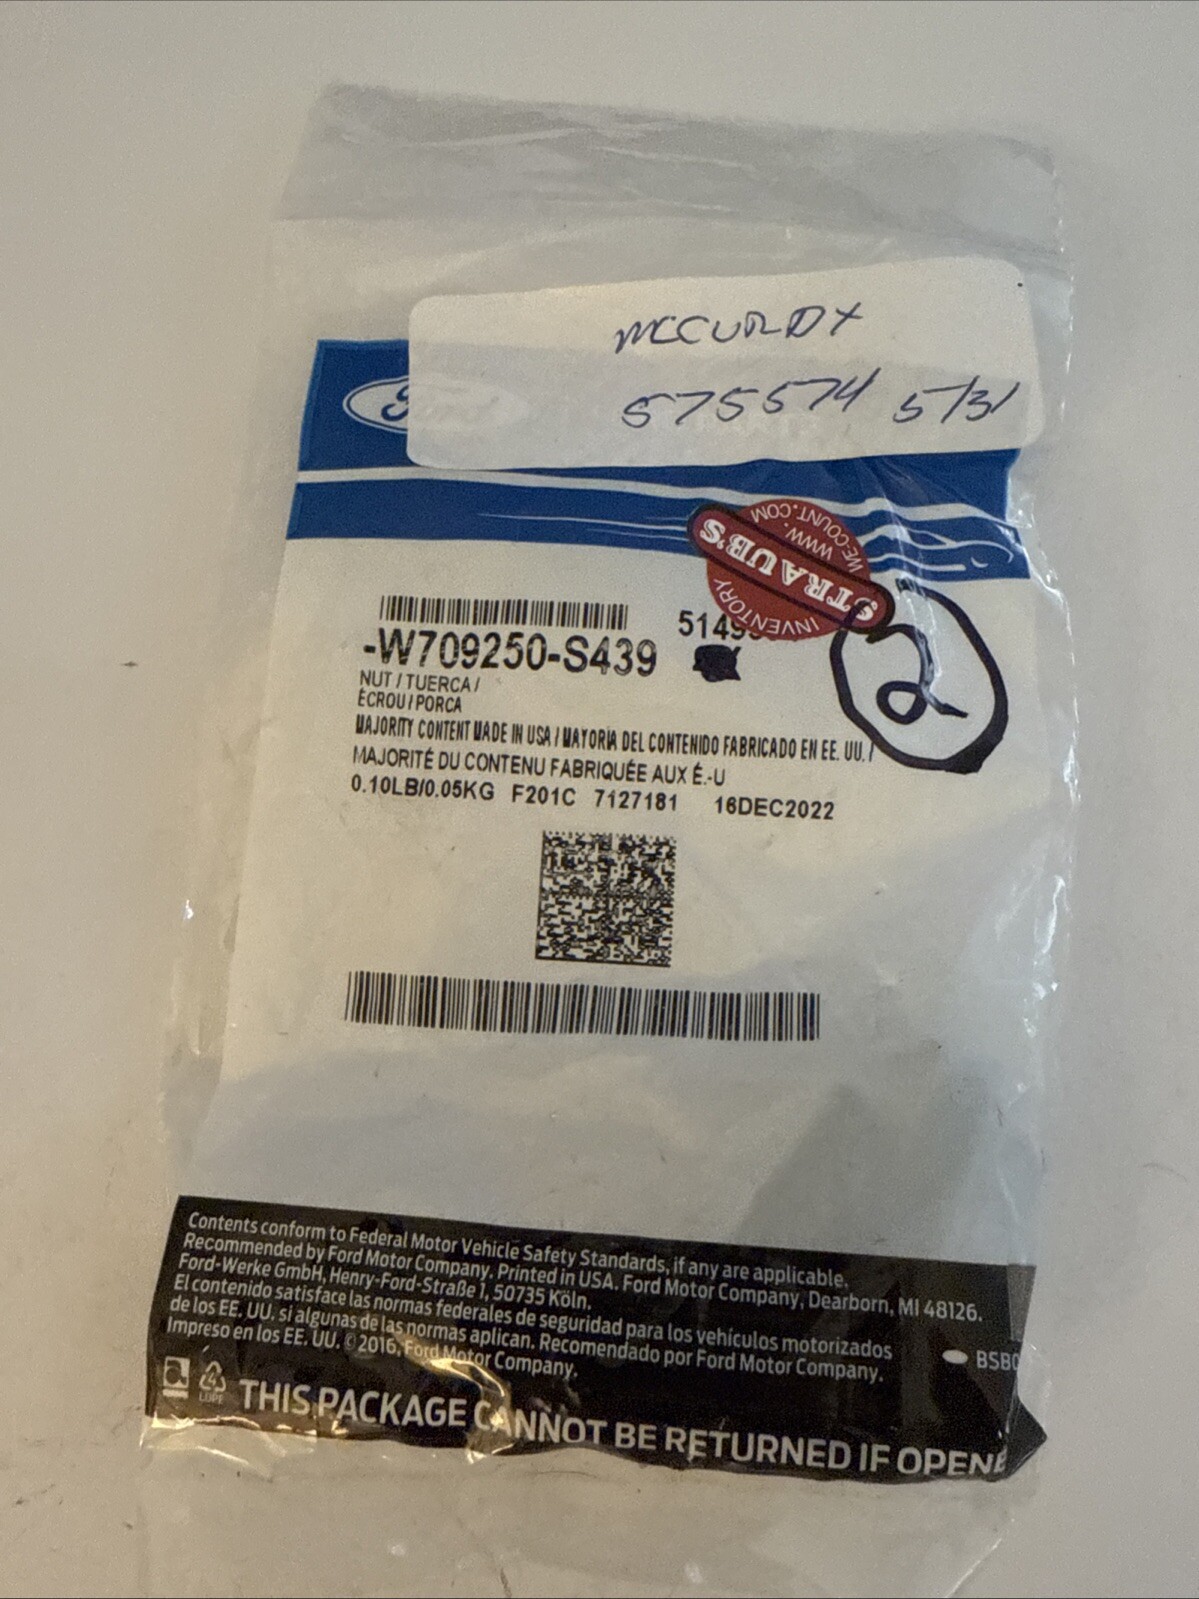 MCCURDY
575574 5/31
Ford
STRAUB'S
INVENTORY
WWW.
WE-COUNT.COM
2
-W709250-S439
NUT / TUERCA /
ÉCROU / PORCA
MAJORITY CONTENT MADE IN USA / MAYORÍA DEL CONTENIDO FABRICADO EN EE. UU. /
MAJORITÉ DU CONTENU FABRIQUÉE AUX É.-U
0.10LB/0.05KG F201C 7127181 16DEC2022
Contents conform to Federal Motor Vehicle Safety Standards, if any are applicable.
Recommended by Ford Motor Company. Printed in USA. Ford Motor Company, Dearborn, MI 48126.
Ford-Werke GmbH, Henry-Ford-Straße 1, 50735 Köln.
El contenido satisface las normas federales de seguridad para los vehículos motorizados
de los EE. UU. si algunas de las normas aplican. Recomendado por Ford Motor Company.
Impreso en los EE. UU. © 2016, Ford Motor Company.
4
LDPE
THIS PACKAGE CANNOT BE RETURNED IF OPENE